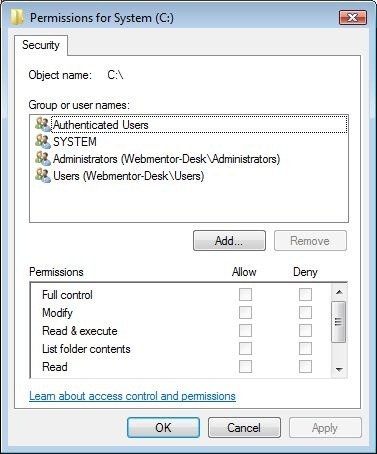 Permissions for System (C:)
Security
Object name: C:\
Group or user names:
Authenticated Users
SYSTEM
Administrators (Webmentor-Desk\Administrators)
Users (Webmentor-Desk\Users)
Add... Remove
Permissions Allow Deny
Full control
Modify
Read & execute
List folder contents
Read
Learn about access control and permissions
OK Cancel Apply